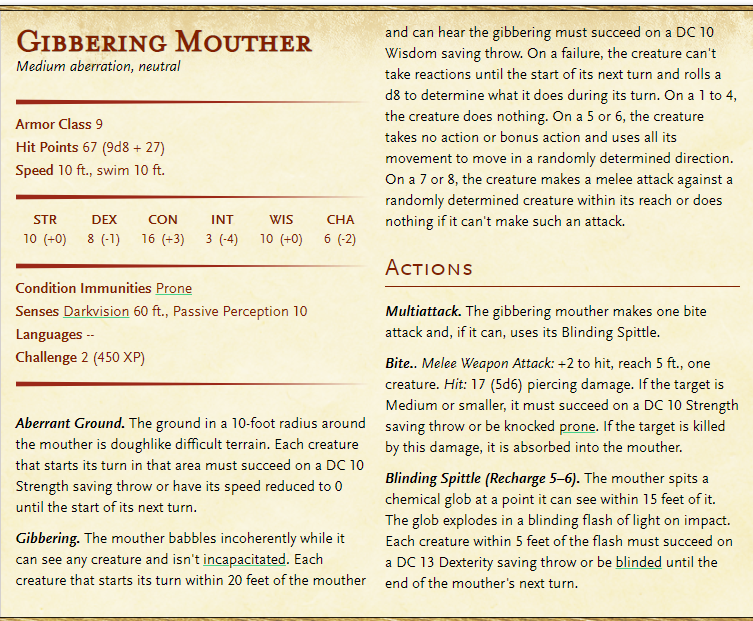 Gibbering Mouther
Medium aberration, neutral
Armor Class 9
Hit Points 67 (9d8 + 27)
Speed 10 ft., swim 10 ft.
STR DEX CON INT WIS CHA
10 (+0) 8 (-1) 16 (+3) 3 (-4) 10 (+0) 6 (-2)
Condition Immunities Prone
Senses Darkvision 60 ft., Passive Perception 10
Languages --
Challenge 2 (450 XP)
Aberrant Ground. The ground in a 10-foot radius around
the mouther is doughlike difficult terrain. Each creature
that starts its turn in that area must succeed on a DC 10
Strength saving throw or have its speed reduced to 0
until the start of its next turn.
Gibbering. The mouther babbles incoherently while it
can see any creature and isn't incapacitated. Each
creature that starts its turn within 20 feet of the mouther
and can hear the gibbering must succeed on a DC 10
Wisdom saving throw. On a failure, the creature can't
take reactions until the start of its next turn and rolls a
d8 to determine what it does during its turn. On a 1 to 4,
the creature does nothing. On a 5 or 6, the creature
takes no action or bonus action and uses all its
movement to move in a randomly determined direction.
On a 7 or 8, the creature makes a melee attack against a
randomly determined creature within its reach or does
nothing if it can't make such an attack.
Actions
Multiattack. The gibbering mouther makes one bite
attack and, if it can, uses its Blinding Spittle.
Bite.. Melee Weapon Attack: +2 to hit, reach 5 ft., one
creature. Hit: 17 (5d6) piercing damage. If the target is
Medium or smaller, it must succeed on a DC 10 Strength
saving throw or be knocked prone. If the target is killed
by this damage, it is absorbed into the mouther.
Blinding Spittle (Recharge 5–6). The mouther spits a
chemical glob at a point it can see within 15 feet of it.
The glob explodes in a blinding flash of light on impact.
Each creature within 5 feet of the flash must succeed on
a DC 13 Dexterity saving throw or be blinded until the
end of the mouther's next turn.